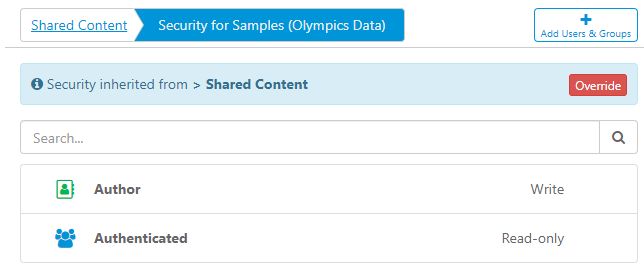 Shared Content
Security for Samples (Olympics Data)
Add Users & Groups
Security inherited from > Shared Content
Override
Search...
Author
Write
Authenticated
Read-only